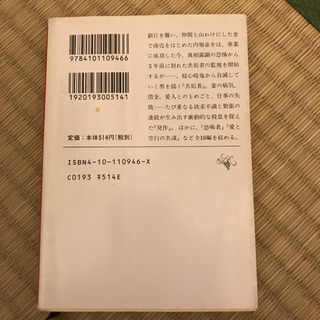 9784101109466
1920193005141
定価：本体514円(税別)
ISBN4-10-110946-X
C0193 ¥514E
銀行を襲い、仲間と山わけにした金
で商売をはじめた内堀彦介は、事業
に成功した今、真相露顕の恐怖から
5年前に別れた共犯者の監視を開始
するが……。疑心暗鬼から自滅してい
く男を描く「共犯者」。妻の病気、
借金、愛人とのもめごと、仕事の失
敗……たび重なる欲求不満と緊張の
連続が生み出す衝動的な殺意を捉え
た「発作」。ほかに、「恐喝者」「愛と
空白の共謀」など全10編を収める。